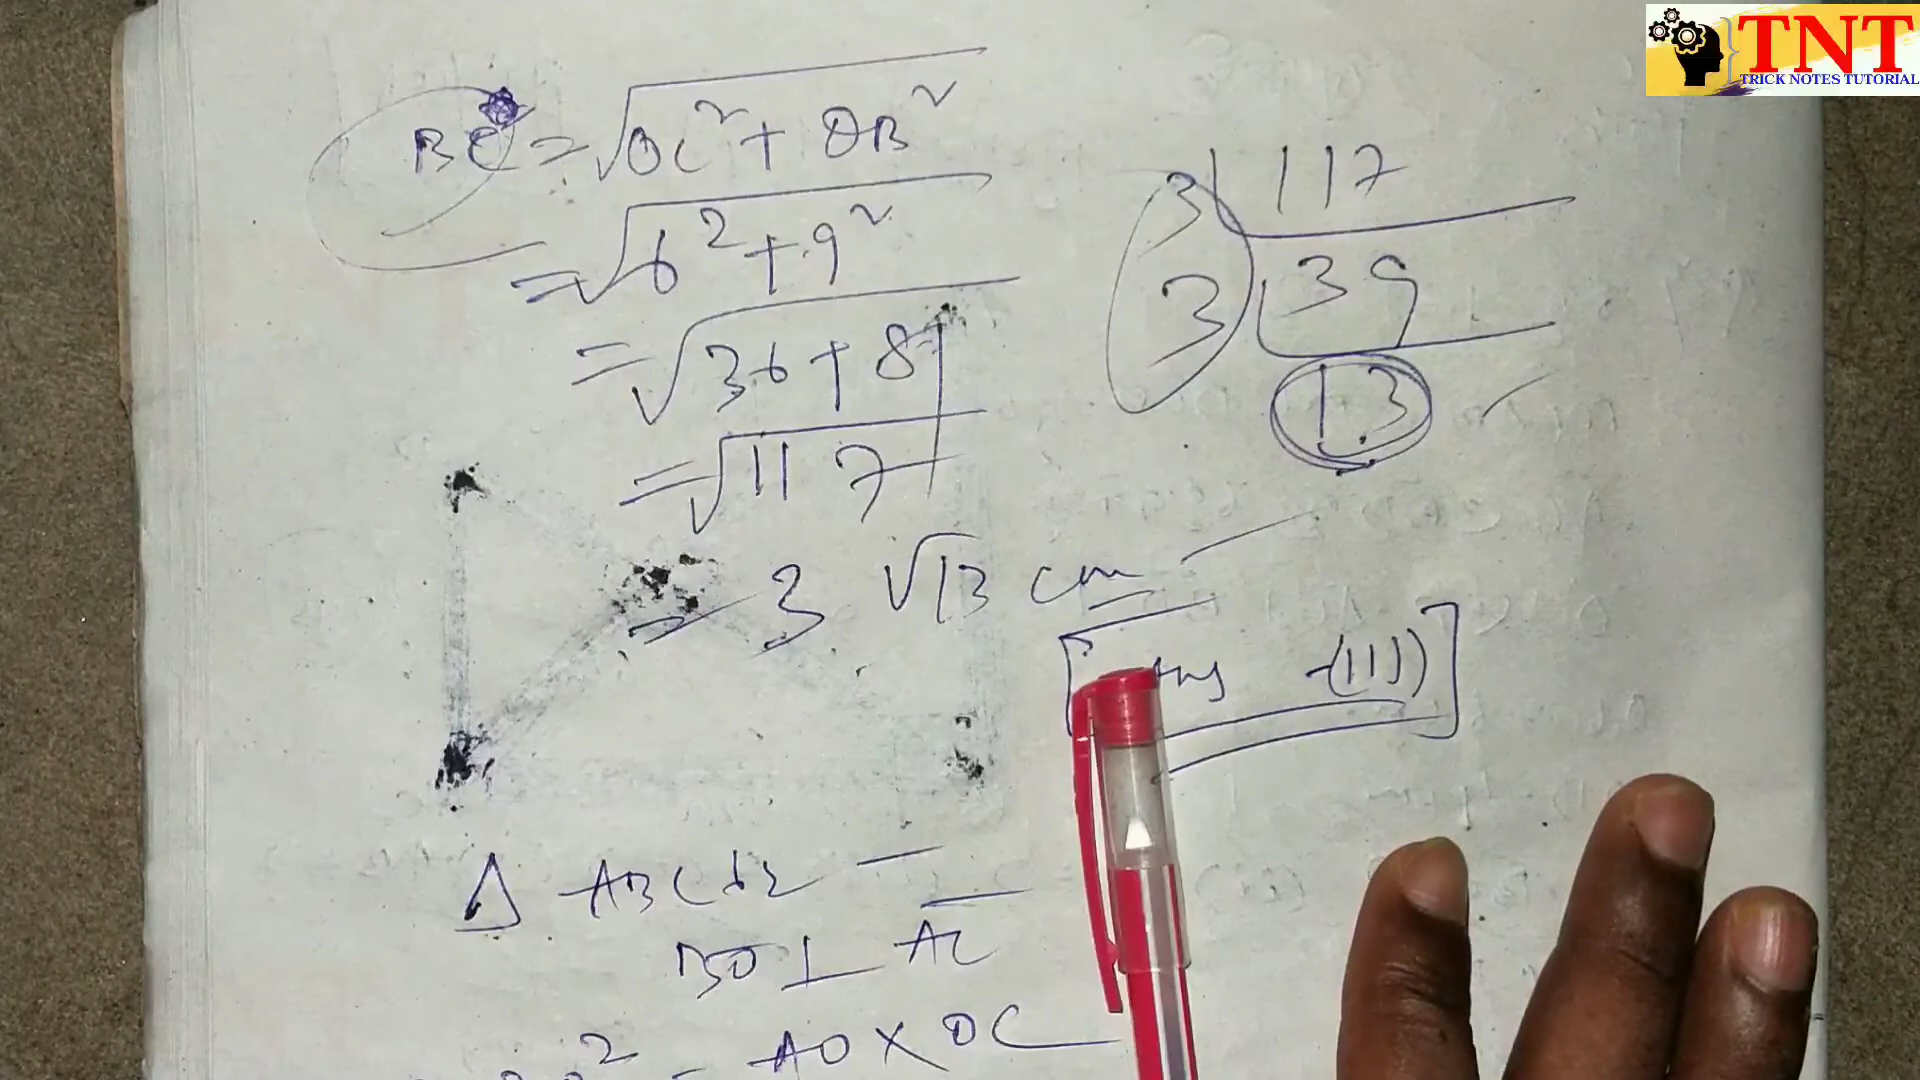 TNT
TRICK NOTES TUTORIAL
BC = √OC² + OB²
= √6² + 9²
= √36 + 81
= √117
= 3 √13 cm
3 117
3 39
13
Ans -(iii)
Δ ABC
BO ⊥ AC
= AO × OC